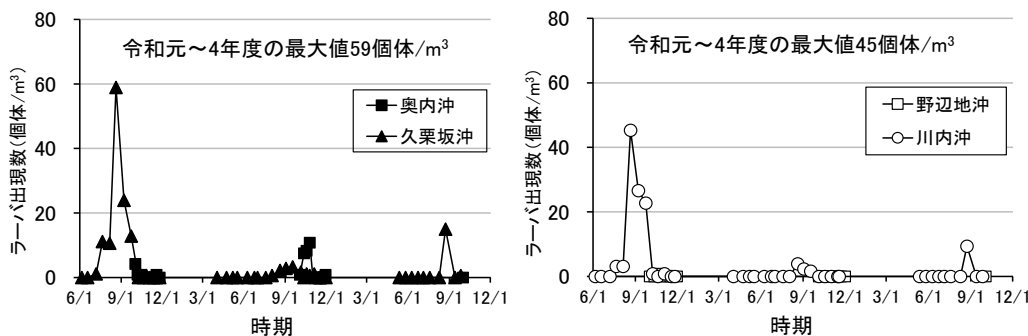 80
60
40
20
0
ラーバ出現数(個体/m³)
令和元～4年度の最大値59個体/m³
奥内沖
久栗坂沖
6/1 9/1 12/1 3/1 6/1 9/1 12/1 3/1 6/1 9/1 12/1
時期
80
60
40
20
0
ラーバ出現数(個体/m³)
令和元～4年度の最大値45個体/m³
野辺地沖
川内沖
6/1 9/1 12/1 3/1 6/1 9/1 12/1 3/1 6/1 9/1 12/1
時期